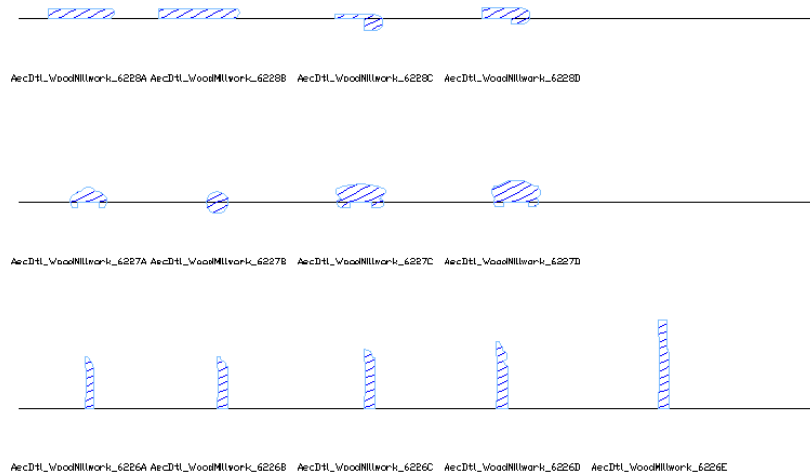 AecDtl_WoodMillwork_6228A AecDtl_WoodMillwork_6228B AecDtl_WoodMillwork_6228C AecDtl_WoodMillwork_6228D
AecDtl_WoodMillwork_6227A AecDtl_WoodMillwork_6227B AecDtl_WoodMillwork_6227C AecDtl_WoodMillwork_6227D
AecDtl_WoodMillwork_6226A AecDtl_WoodMillwork_6226B AecDtl_WoodMillwork_6226C AecDtl_WoodMillwork_6226D AecDtl_WoodMillwork_6226E